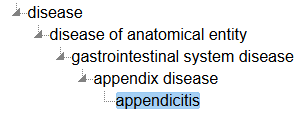 disease
disease of anatomical entity
gastrointestinal system disease
appendix disease
appendicitis